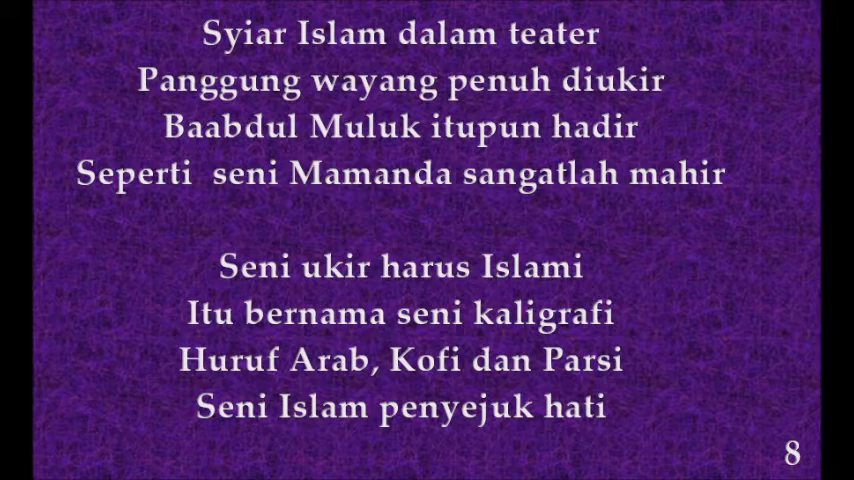 Syiar Islam dalam teater
Panggung wayang penuh diukir
Baabdul Muluk itupun hadir
Seperti  seni Mamanda sangatlah mahir
Seni ukir harus Islami
Itu bernama seni kaligrafi
Huruf Arab, Kofi dan Parsi
Seni Islam penyejuk hati
8